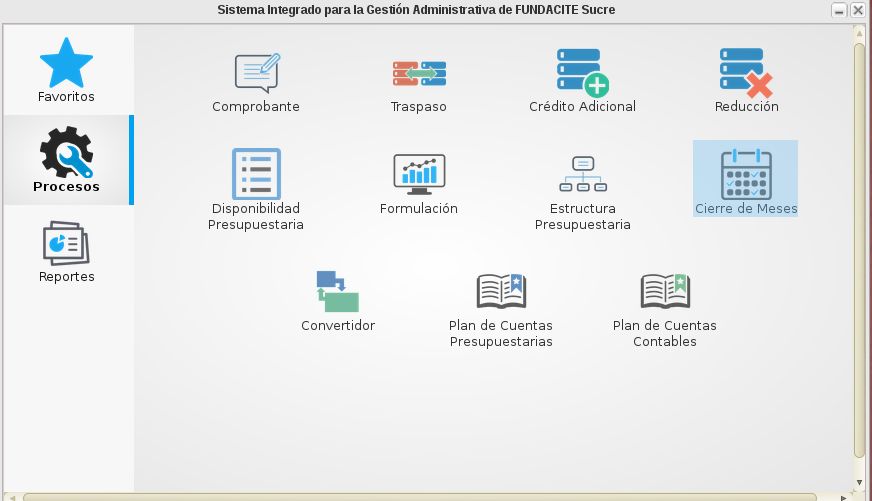 Sistema Integrado para la Gestión Administrativa de FUNDACITE Sucre
Favoritos
Procesos
Reportes
Comprobante
Traspaso
Crédito Adicional
Reducción
Disponibilidad
Presupuestaria
Formulación
Estructura
Presupuestaria
Cierre de Meses
Convertidor
Plan de Cuentas
Presupuestarias
Plan de Cuentas
Contables